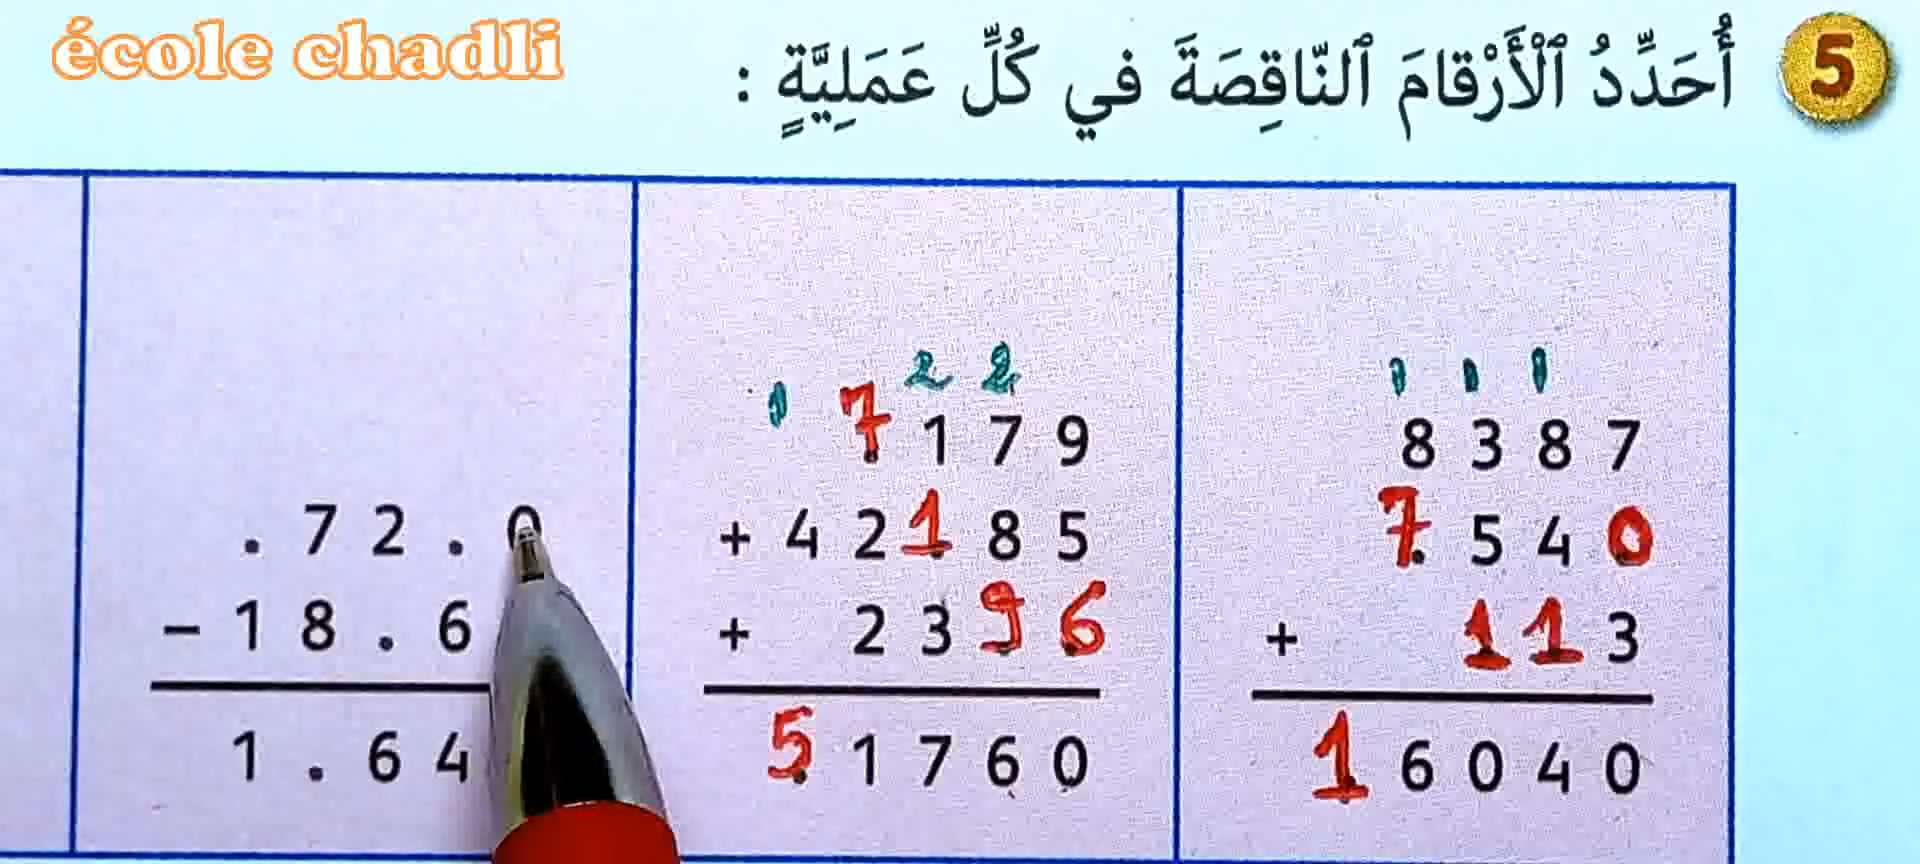 école chadli
5 أُحَدِّدُ ٱلْأَرْقامَ ٱلنّاقِصَةَ في كُلِّ عَمَلِيَّةٍ :
1 1 1
8 3 8 7
7 5 4 0
+ 1 1 3
1 6 0 4 0
1 2 2
7 1 7 9
+ 4 2 1 8 5
+ 2 3 9 6
5 1 7 6 0
. 7 2 . 0
- 1 8 . 6
1 . 6 4